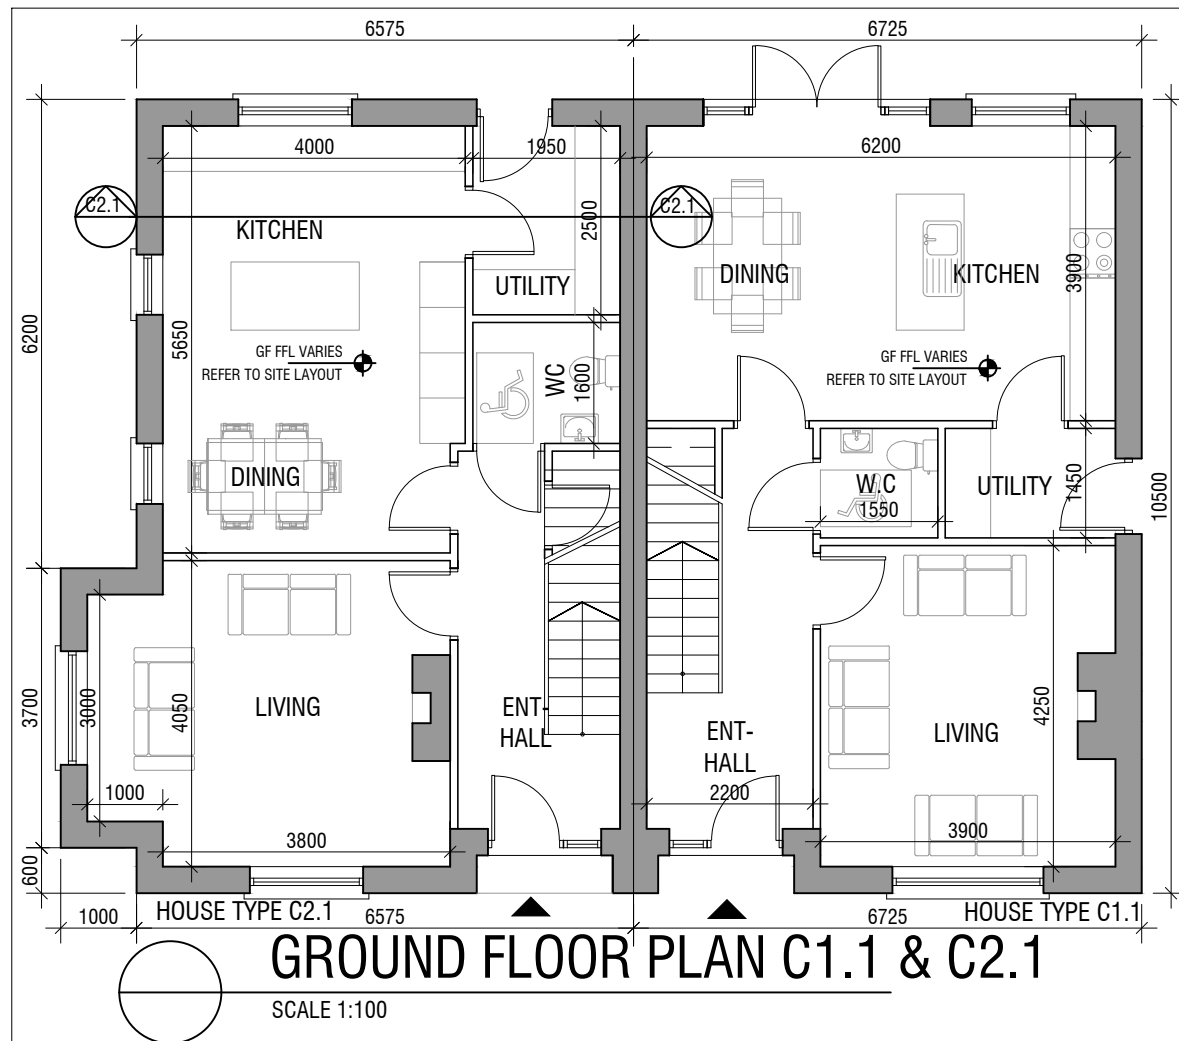 6575
6725
4000
1950
6200
C2.1
C2.1
KITCHEN
2500
UTILITY
DINING
KITCHEN
3900
6200
5650
GF FFL VARIES
REFER TO SITE LAYOUT
WC
1600
GF FFL VARIES
REFER TO SITE LAYOUT
DINING
W.C
1550
UTILITY
1450
10500
3700
3000
4050
LIVING
ENT-
HALL
ENT-
HALL
LIVING
4250
1000
2200
3800
3900
600
1000
HOUSE TYPE C2.1
6575
6725
HOUSE TYPE C1.1
GROUND FLOOR PLAN C1.1 & C2.1
SCALE 1:100